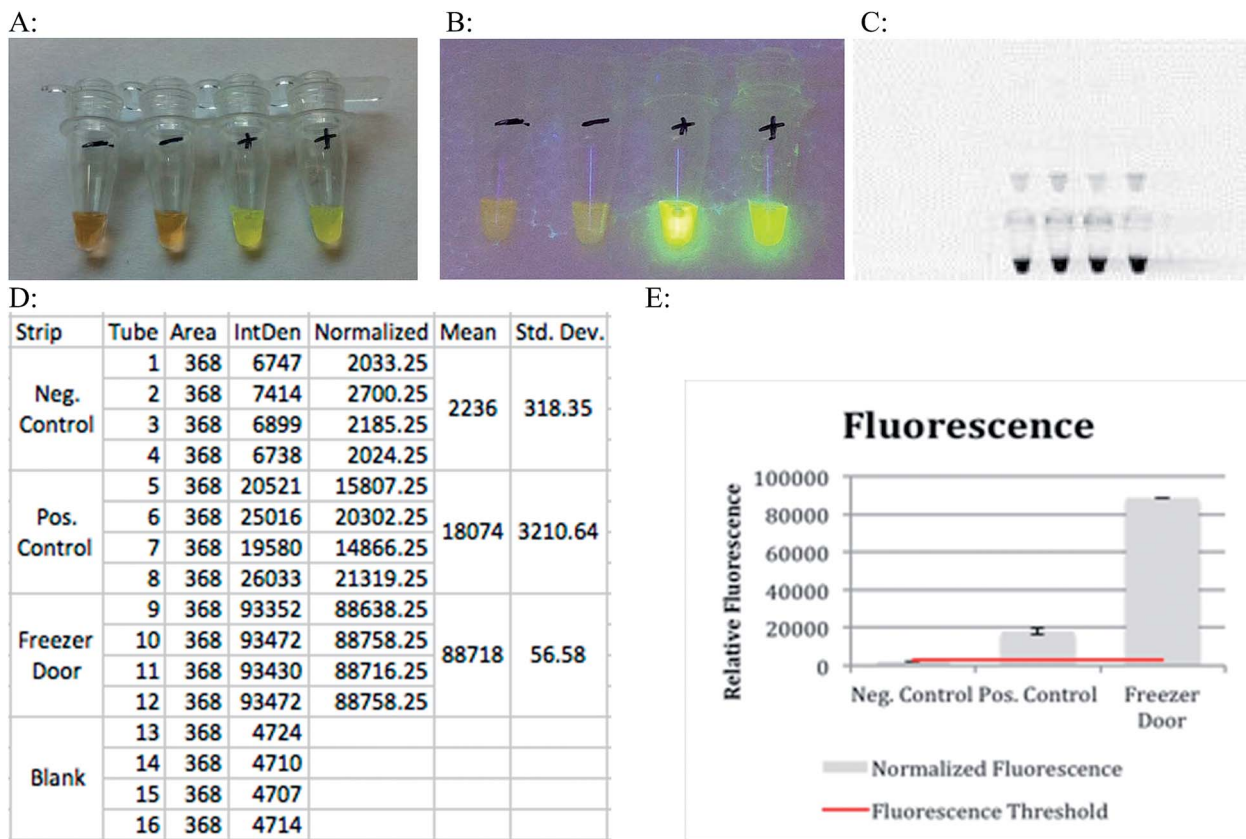 A:
B:
C:
− − + +
− − + +
D:
E:
Strip Tube Area IntDen Normalized Mean Std. Dev.
Neg. Control 2236 318.35
1 368 6747 2033.25
2 368 7414 2700.25
3 368 6899 2185.25
4 368 6738 2024.25
Pos. Control 18074 3210.64
5 368 20521 15807.25
6 368 25016 20302.25
7 368 19580 14866.25
8 368 26033 21319.25
Freezer Door 88718 56.58
9 368 93352 88638.25
10 368 93472 88758.25
11 368 93430 88716.25
12 368 93472 88758.25
Blank
13 368 4724
14 368 4710
15 368 4707
16 368 4714
Fluorescence
Relative Fluorescence
100000
80000
60000
40000
20000
0
Neg. Control Pos. Control Freezer
Door
Normalized Fluorescence
Fluorescence Threshold